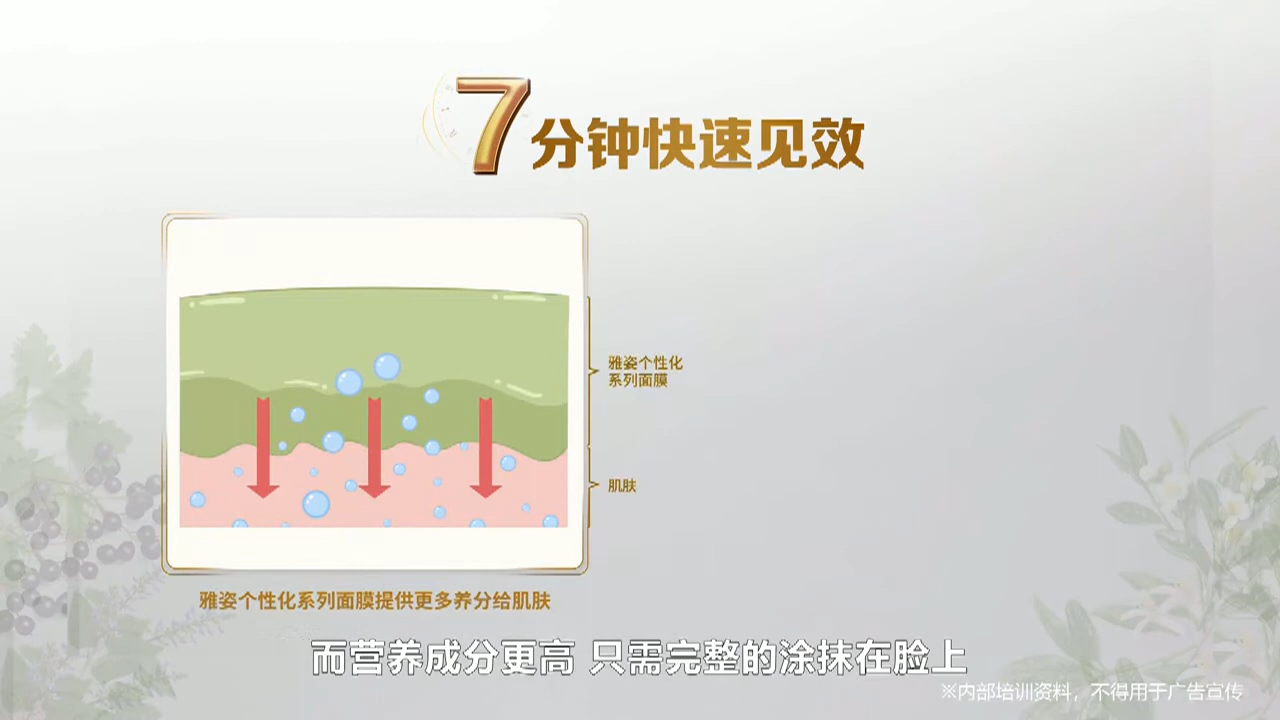 7分钟快速见效
雅姿个性化
系列面膜
肌肤
雅姿个性化系列面膜提供更多养分给肌肤
而营养成分更高 只需完整的涂抹在脸上
※内部培训资料，不得用于广告宣传